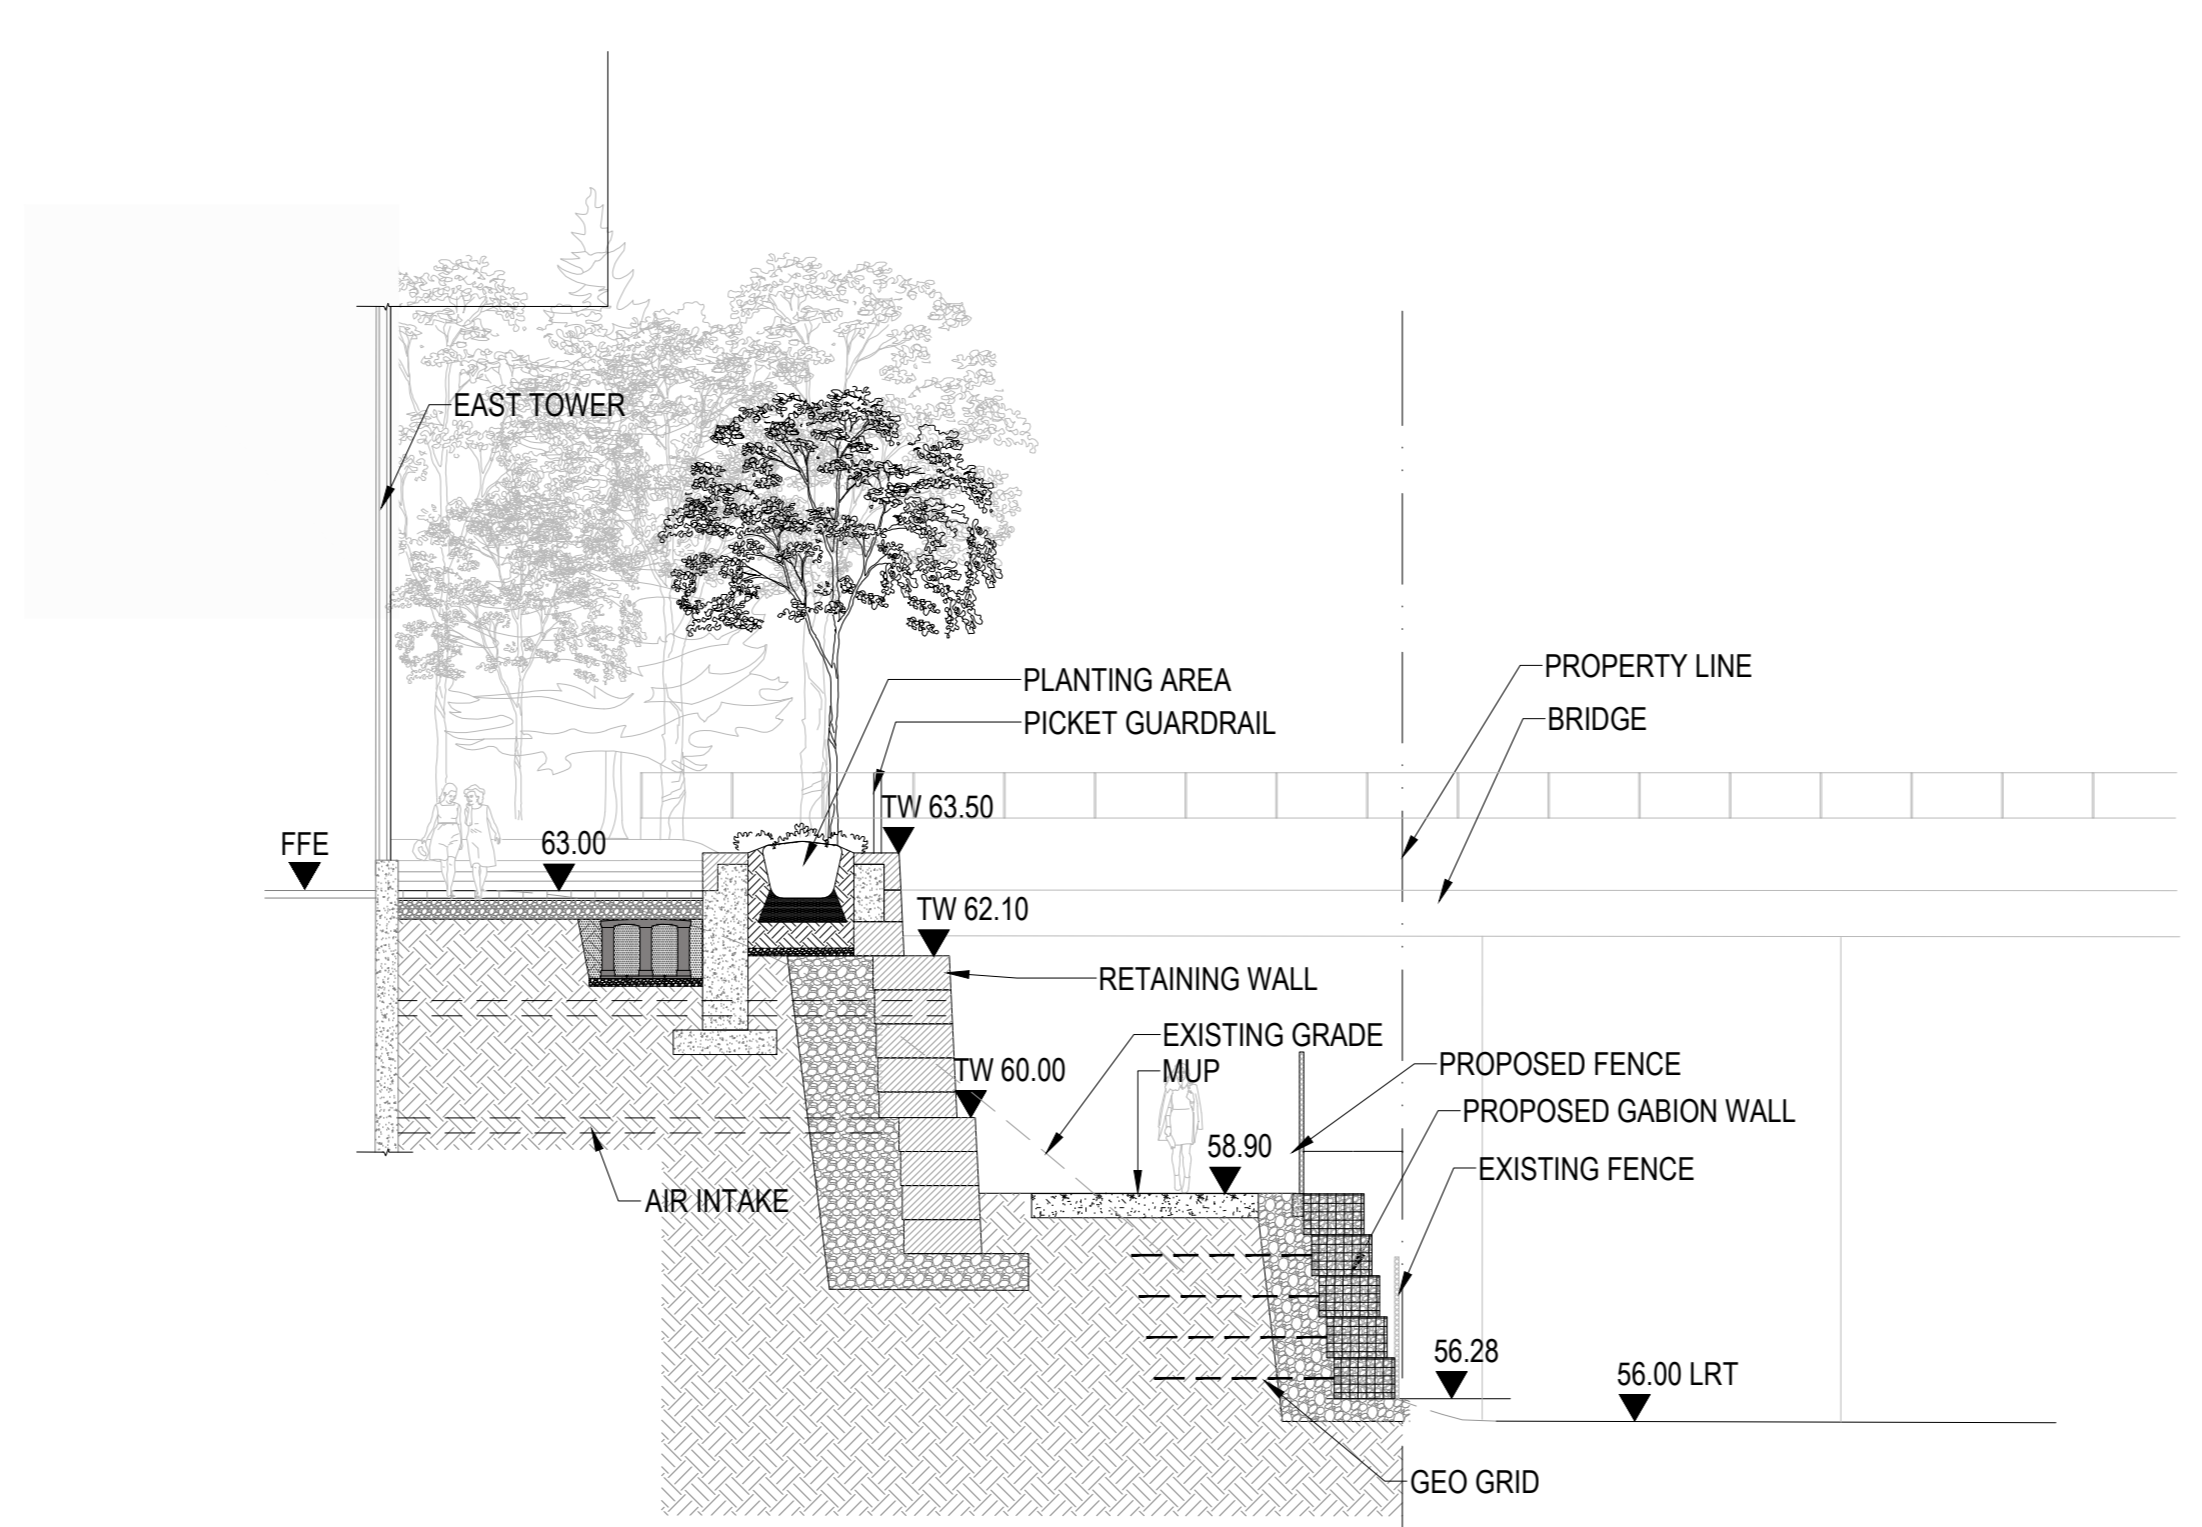 EAST TOWER
PLANTING AREA
PICKET GUARDRAIL
PROPERTY LINE
BRIDGE
TW 63.50
FFE
63.00
TW 62.10
RETAINING WALL
EXISTING GRADE
MUP
TW 60.00
PROPOSED FENCE
PROPOSED GABION WALL
58.90
EXISTING FENCE
AIR INTAKE
56.28
56.00 LRT
GEO GRID